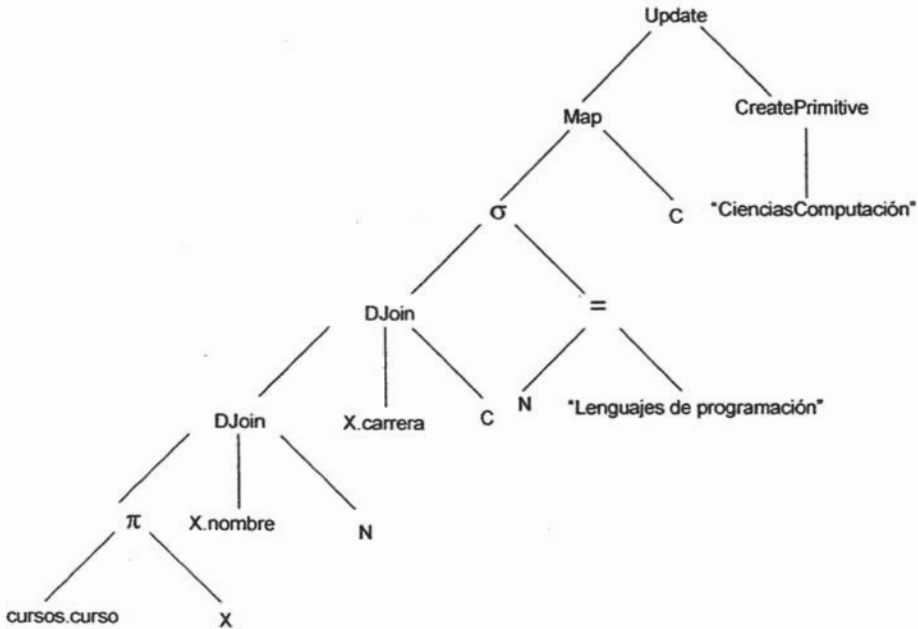 Update
Map
CreatePrimitive
σ
C
"CienciasComputación"
DJoin
=
X.carrera
C
N
"Lenguajes de programación"
DJoin
π
X.nombre
N
cursos.curso
X